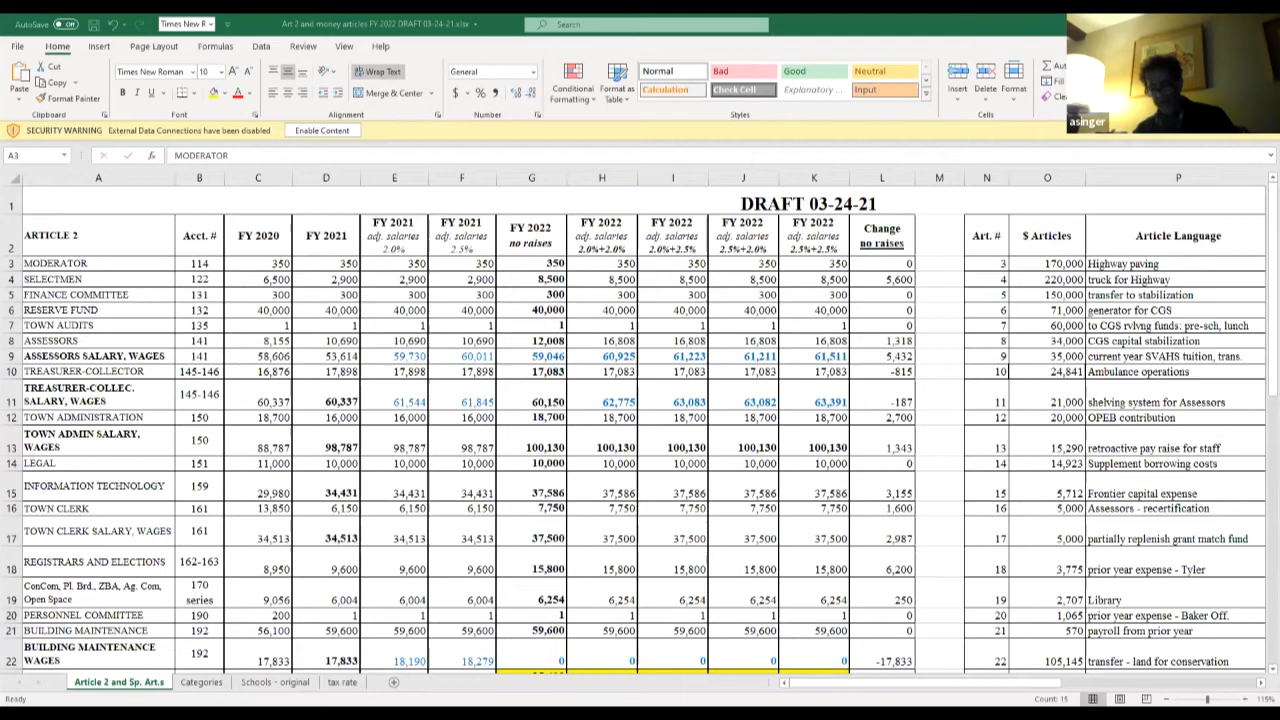 AutoSave Off Times New R Art 2 and money articles FY 2022 DRAFT 03-24-21.xlsx Search
File Home Insert Page Layout Formulas Data Review View Help
Paste Cut Copy Format Painter Times New Roman 10 Wrap Text Merge & Center General Conditional Formatting Format as Table Normal Bad Good Neutral Calculation Check Cell Explanatory ... Input Insert Delete Format Fill
Clipboard Font Alignment Number Styles Cells
asinger
SECURITY WARNING External Data Connections have been disabled Enable Content
A3 fx MODERATOR
A B C D E F G H I J K L M N O P
1 DRAFT 03-24-21
2 ARTICLE 2 Acct. # FY 2020 FY 2021 FY 2021 adj. salaries 2.0% FY 2021 adj. salaries 2.5% FY 2022 no raises FY 2022 adj. salaries 2.0%+2.0% FY 2022 adj. salaries 2.0%+2.5% FY 2022 adj. salaries 2.5%+2.0% FY 2022 adj. salaries 2.5%+2.5% Change no raises Art. # $ Articles Article Language
3 MODERATOR 114 350 350 350 350 350 350 350 350 350 0 3 170,000 Highway paving
4 SELECTMEN 122 6,500 2,900 2,900 2,900 8,500 8,500 8,500 8,500 8,500 5,600 4 220,000 truck for Highway
5 FINANCE COMMITTEE 131 300 300 300 300 300 300 300 300 300 0 5 150,000 transfer to stabilization
6 RESERVE FUND 132 40,000 40,000 40,000 40,000 40,000 40,000 40,000 40,000 40,000 0 6 71,000 generator for CGS
7 TOWN AUDITS 135 1 1 1 1 1 1 1 1 1 0 7 60,000 to CGS rvlvng funds: pre-sch, lunch
8 ASSESSORS 141 8,155 10,690 10,690 10,690 12,008 16,808 16,808 16,808 16,808 1,318 8 34,000 CGS capital stabilization
9 ASSESSORS SALARY, WAGES 141 58,606 53,614 59,730 60,011 59,046 60,925 61,223 61,211 61,511 5,432 9 35,000 current year SVAHS tuition, trans.
10 TREASURER-COLLECTOR 145-146 16,876 17,898 17,898 17,898 17,083 17,083 17,083 17,083 17,083 -815 10 24,841 Ambulance operations
11 TREASURER-COLLEC. SALARY, WAGES 145-146 60,337 60,337 61,544 61,845 60,150 62,775 63,083 63,082 63,391 -187 11 21,000 shelving system for Assessors
12 TOWN ADMINISTRATION 150 18,700 16,000 16,000 16,000 18,700 18,700 18,700 18,700 18,700 2,700 12 20,000 OPEB contribution
13 TOWN ADMIN SALARY, WAGES 150 88,787 98,787 98,787 98,787 100,130 100,130 100,130 100,130 100,130 1,343 13 15,290 retroactive pay raise for staff
14 LEGAL 151 11,000 10,000 10,000 10,000 10,000 10,000 10,000 10,000 10,000 0 14 14,923 Supplement borrowing costs
15 INFORMATION TECHNOLOGY 159 29,980 34,431 34,431 34,431 37,586 37,586 37,586 37,586 37,586 3,155 15 5,712 Frontier capital expense
16 TOWN CLERK 161 13,850 6,150 6,150 6,150 7,750 7,750 7,750 7,750 7,750 1,600 16 5,000 Assessors - recertification
17 TOWN CLERK SALARY, WAGES 161 34,513 34,513 34,513 34,513 37,500 37,500 37,500 37,500 37,500 2,987 17 5,000 partially replenish grant match fund
18 REGISTRARS AND ELECTIONS 162-163 8,950 9,600 9,600 9,600 15,800 15,800 15,800 15,800 15,800 6,200 18 3,775 prior year expense - Tyler
19 ConCom, Pl. Brd., ZBA, Ag. Com, Open Space 170 series 9,056 6,004 6,004 6,004 6,254 6,254 6,254 6,254 6,254 250 19 2,707 Library
20 PERSONNEL COMMITTEE 190 200 1 1 1 1 1 1 1 1 0 20 1,065 prior year expense - Baker Off.
21 BUILDING MAINTENANCE 192 56,100 59,600 59,600 59,600 59,600 59,600 59,600 59,600 59,600 0 21 570 payroll from prior year
22 BUILDING MAINTENANCE WAGES 192 17,833 17,833 18,190 18,279 0 0 0 0 0 -17,833 22 105,145 transfer - land for conservation
Article 2 and Sp. Art.s Categories Schools - original tax rate
Ready Count: 15 115%